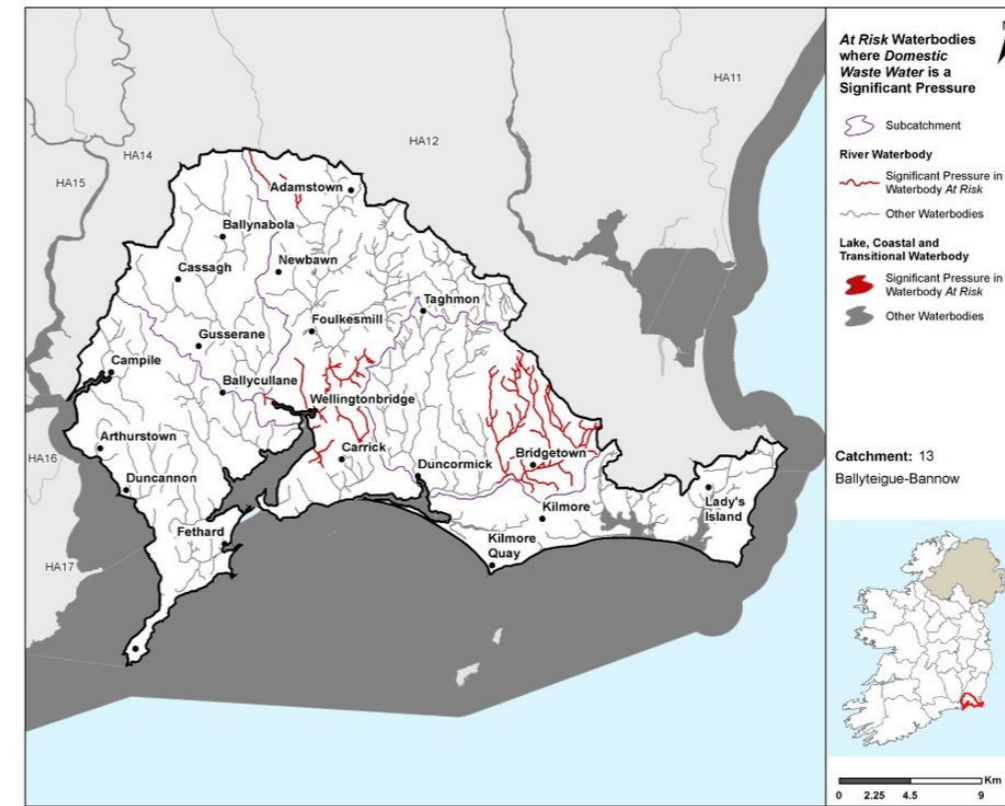 HA11
HA12
HA14
HA15
Adamstown
Ballynabola
Newbawn
Cassagh
Taghmon
Foulkesmill
Gusserane
Campile
Ballycullane
Wellingtonbridge
Arthurstown
Carrick
Bridgetown
HA16
Duncormick
Duncannon
Lady's
Island
Kilmore
Fethard
Kilmore
Quay
HA17
At Risk Waterbodies
where Domestic
Waste Water is a
Significant Pressure
Subcatchment
River Waterbody
Significant Pressure in
Waterbody At Risk
Other Waterbodies
Lake, Coastal and
Transitional Waterbody
Significant Pressure in
Waterbody At Risk
Other Waterbodies
Catchment: 13
Ballyteigue-Bannow
Km
0 2.25 4.5 9